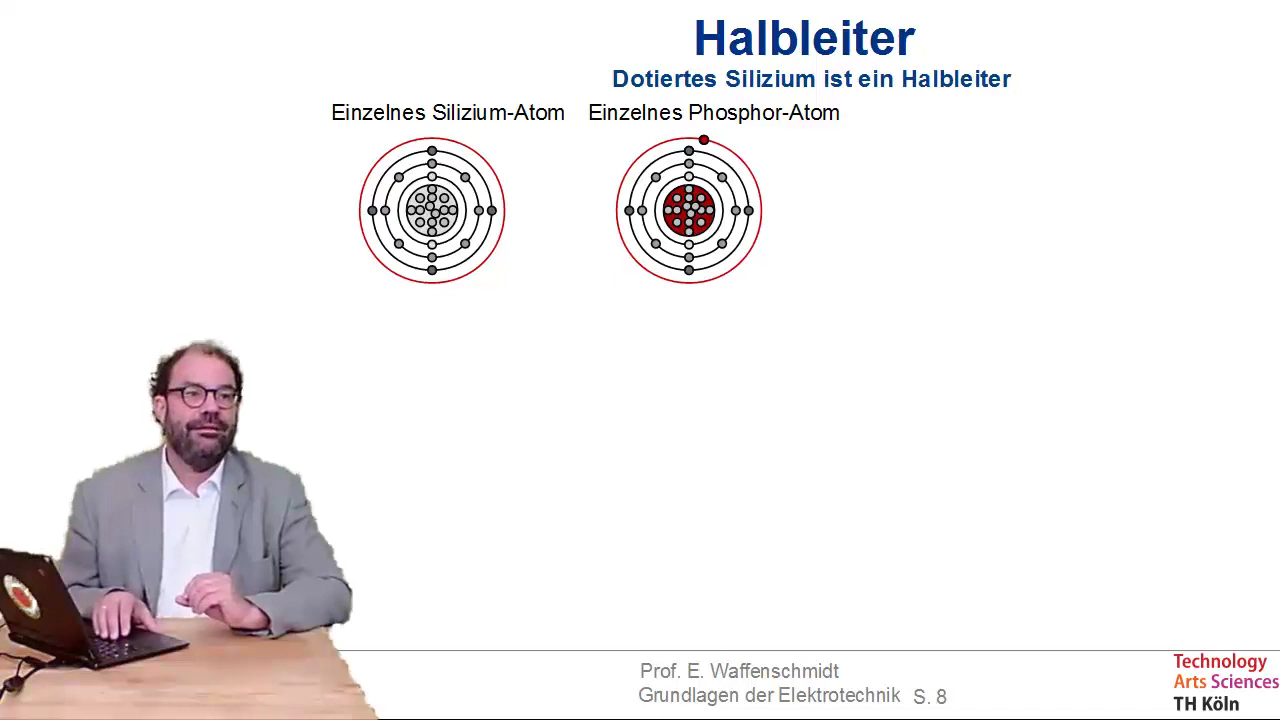 Halbleiter
Dotiertes Silizium ist ein Halbleiter
Einzelnes Silizium-Atom
Einzelnes Phosphor-Atom
Prof. E. Waffenschmidt
Grundlagen der Elektrotechnik S. 8
Technology
Arts Sciences
TH Köln